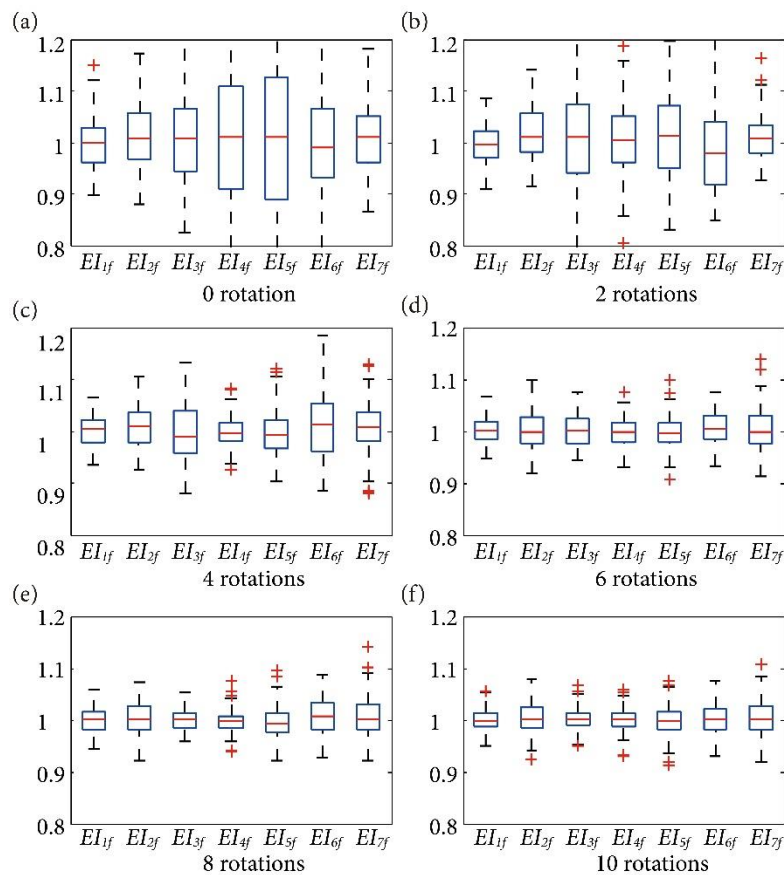 (a) (b)
1.2 1.2
1.1 1.1
1 1
0.9 0.9
0.8 0.8
EI1f EI2f EI3f EI4f EI5f EI6f EI7f EI1f EI2f EI3f EI4f EI5f EI6f EI7f
0 rotation 2 rotations
(c) (d)
1.2 1.2
1.1 1.1
1 1
0.9 0.9
0.8 0.8
EI1f EI2f EI3f EI4f EI5f EI6f EI7f EI1f EI2f EI3f EI4f EI5f EI6f EI7f
4 rotations 6 rotations
(e) (f)
1.2 1.2
1.1 1.1
1 1
0.9 0.9
0.8 0.8
EI1f EI2f EI3f EI4f EI5f EI6f EI7f EI1f EI2f EI3f EI4f EI5f EI6f EI7f
8 rotations 10 rotations